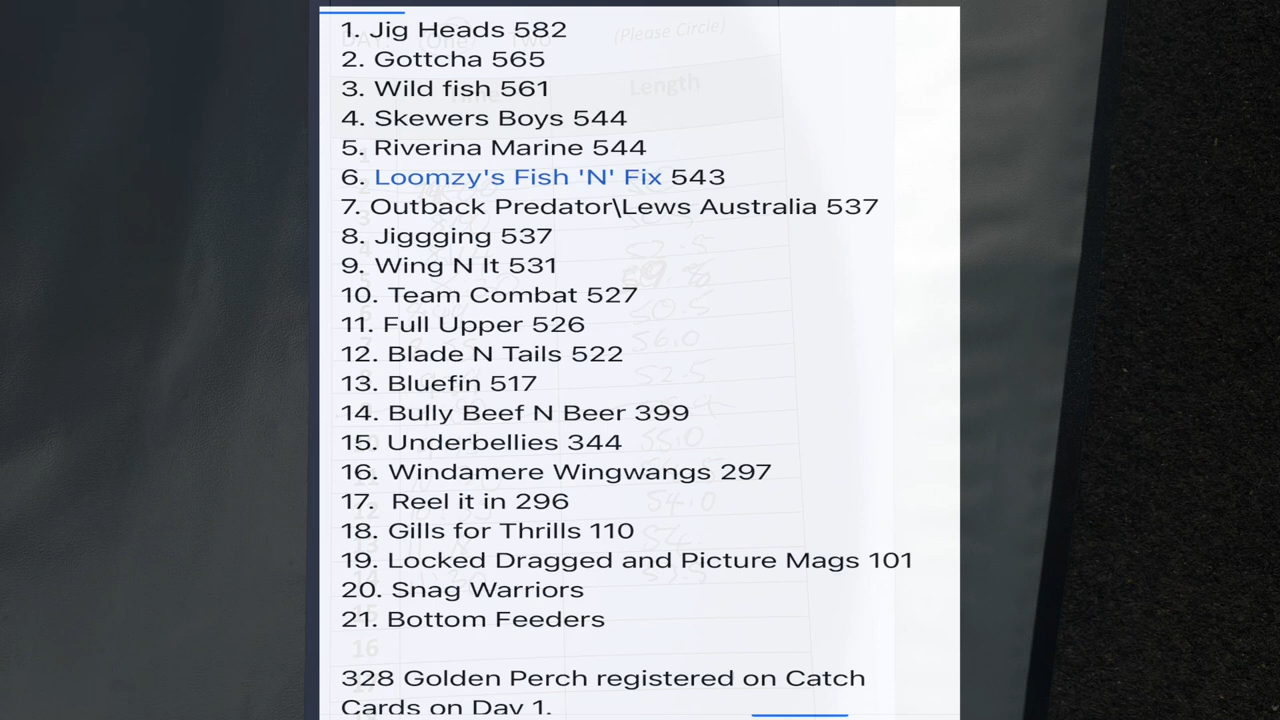 1. Jig Heads 582
2. Gottcha 565
3. Wild fish 561
4. Skewers Boys 544
5. Riverina Marine 544
6. Loomzy's Fish 'N' Fix 543
7. Outback Predator\Lews Australia 537
8. Jiggging 537
9. Wing N It 531
10. Team Combat 527
11. Full Upper 526
12. Blade N Tails 522
13. Bluefin 517
14. Bully Beef N Beer 399
15. Underbellies 344
16. Windamere Wingwangs 297
17. Reel it in 296
18. Gills for Thrills 110
19. Locked Dragged and Picture Mags 101
20. Snag Warriors
21. Bottom Feeders
328 Golden Perch registered on Catch
Cards on Day 1.